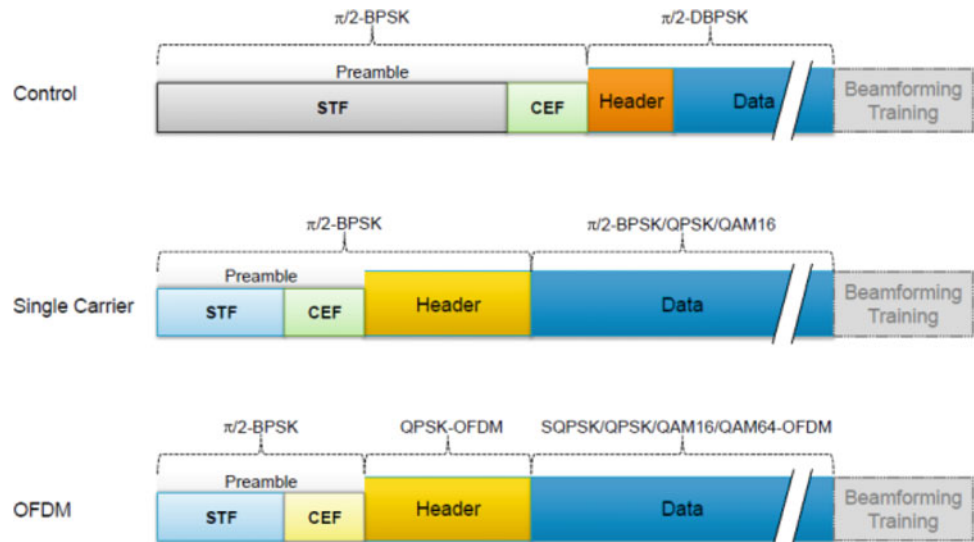 π/2-BPSK
π/2-DBPSK
Preamble
Control
STF
CEF
Header
Data
Beamforming
Training
π/2-BPSK
π/2-BPSK/QPSK/QAM16
Preamble
Single Carrier
STF
CEF
Header
Data
Beamforming
Training
π/2-BPSK
QPSK-OFDM
SQPSK/QPSK/QAM16/QAM64-OFDM
Preamble
OFDM
STF
CEF
Header
Data
Beamforming
Training